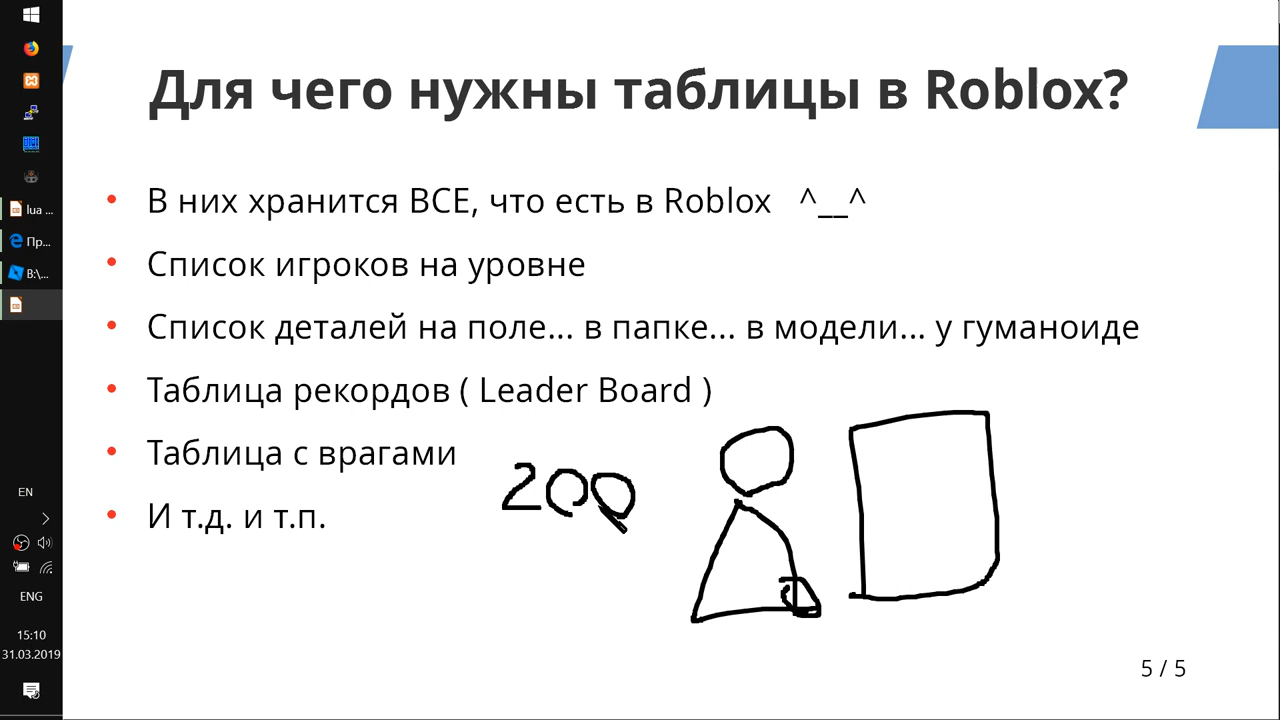 Для чего нужны таблицы в Roblox?
• В них хранится ВСЕ, что есть в Roblox ^__^
• Список игроков на уровне
• Список деталей на поле... в папке... в модели... у гуманоиде
• Таблица рекордов ( Leader Board )
• Таблица с врагами
• И т.д. и т.п.
200
5 / 5
lua ...
Пр...
B:\...
EN
ENG
15:10
31.03.2019